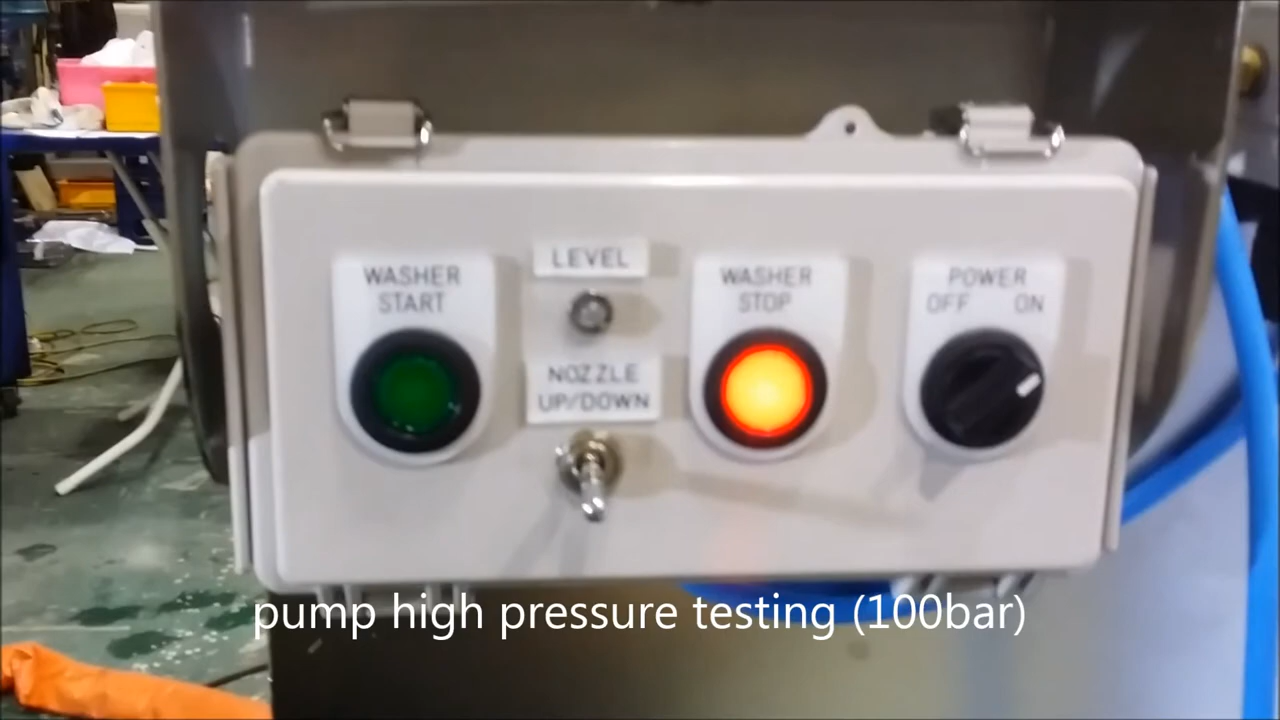 WASHER
START
LEVEL
NOZZLE
UP/DOWN
WASHER
STOP
POWER
OFF ON
pump high pressure testing (100bar)